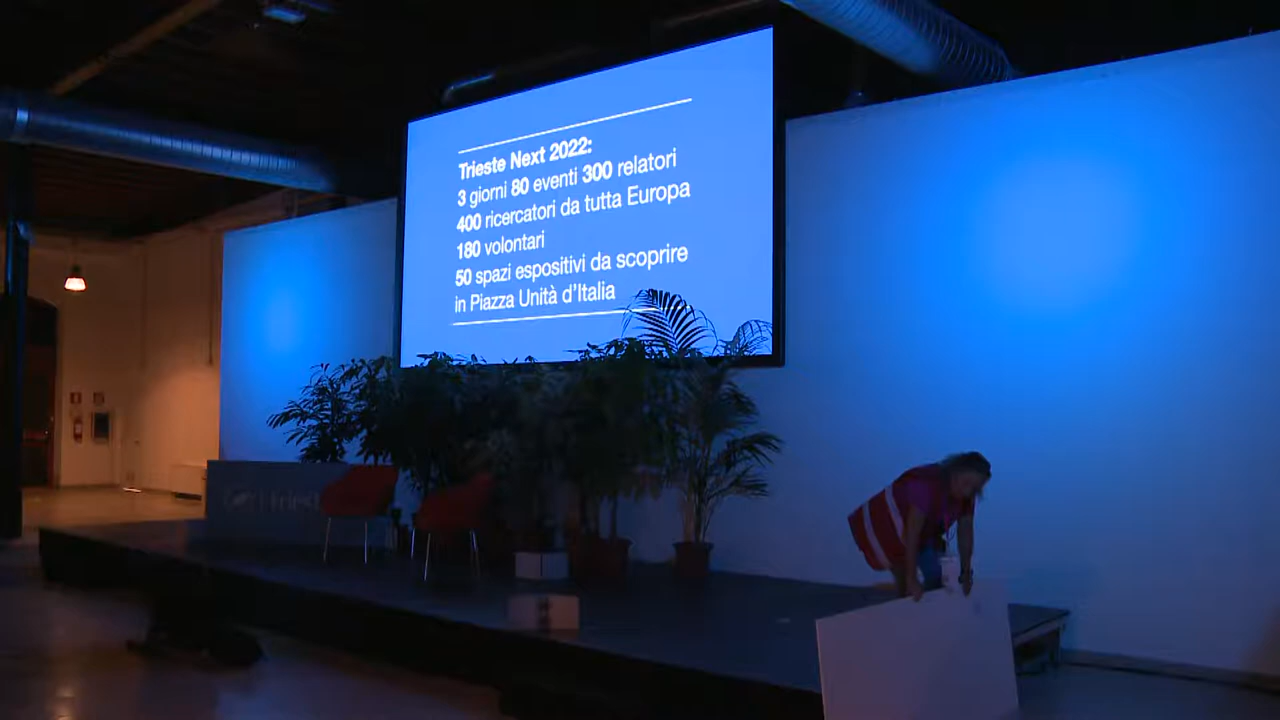 Trieste Next 2022:
3 giorni 80 eventi 300 relatori
400 ricercatori da tutta Europa
180 volontari
50 spazi espositivi da scoprire
in Piazza Unità d'Italia